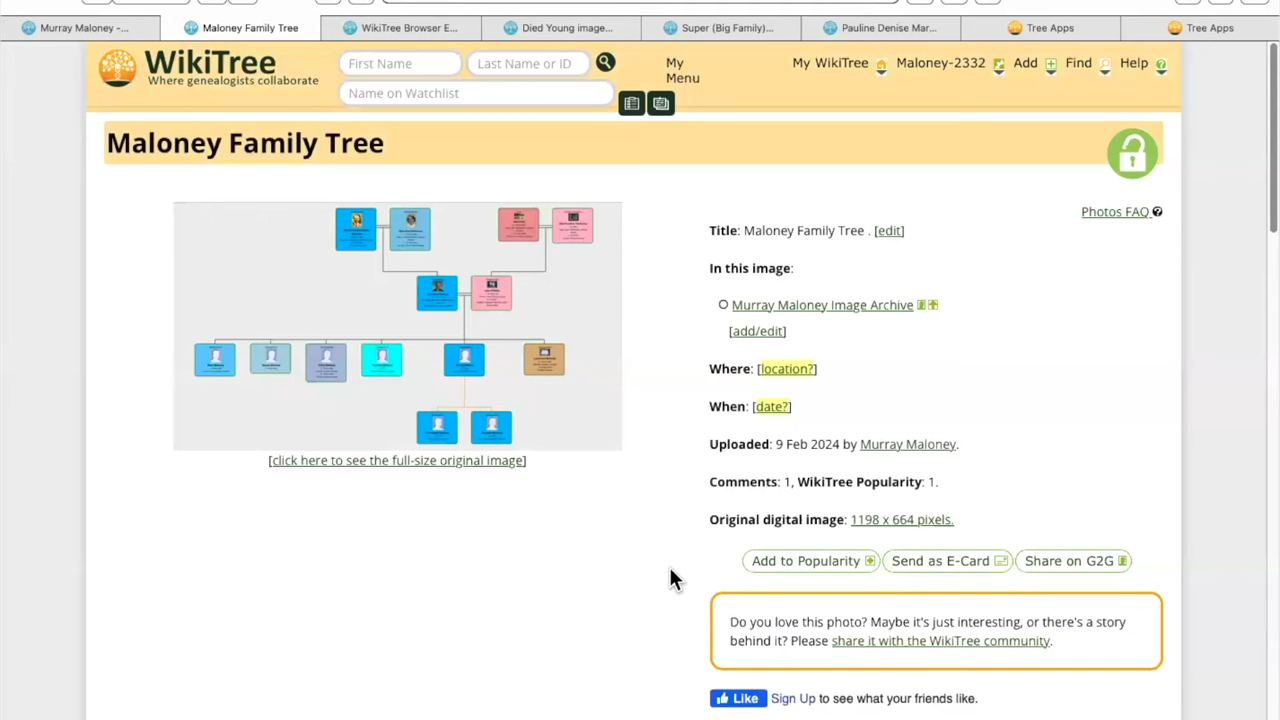 Murray Maloney -...
Maloney Family Tree
WikiTree Browser E...
Died Young image...
Super (Big Family)...
Pauline Denise Mar...
Tree Apps
Tree Apps
WikiTree
Where genealogists collaborate
First Name
Last Name or ID
Name on Watchlist
My
Menu
My WikiTree
Maloney-2332
Add
Find
Help
Maloney Family Tree
Photos FAQ
Title: Maloney Family Tree . [edit]
In this image:
Murray Maloney Image Archive
[add/edit]
Where: [location?]
When: [date?]
Uploaded: 9 Feb 2024 by Murray Maloney.
[click here to see the full-size original image]
Comments: 1, WikiTree Popularity: 1.
Original digital image: 1198 x 664 pixels.
Add to Popularity
Send as E-Card
Share on G2G
Do you love this photo? Maybe it's just interesting, or there's a story
behind it? Please share it with the WikiTree community.
Like
Sign Up to see what your friends like.